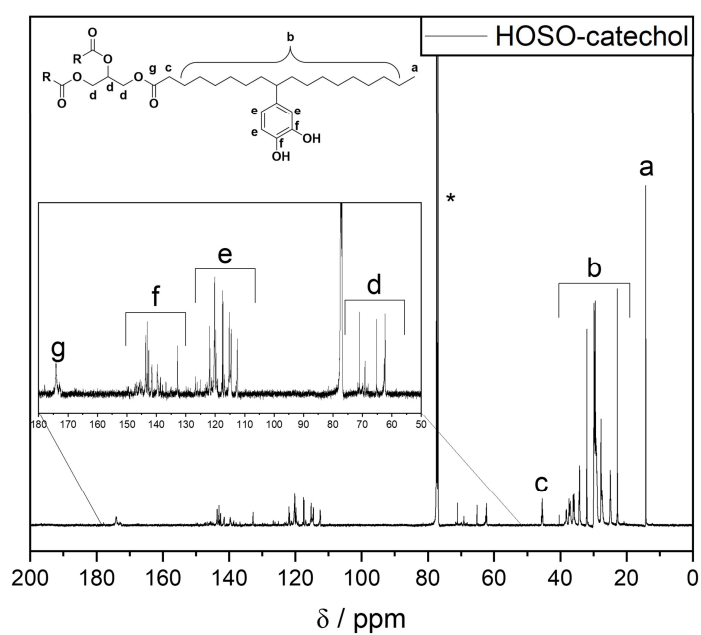 HOSO-catechol
b
O
R
O
R O
O
O
g c a
d d d
O
e e
e f
f OH
OH
*
a
b
e
f
d
g
180 170 160 150 140 130 120 110 100 90 80 70 60 50
c
200 180 160 140 120 100 80 60 40 20 0
δ / ppm